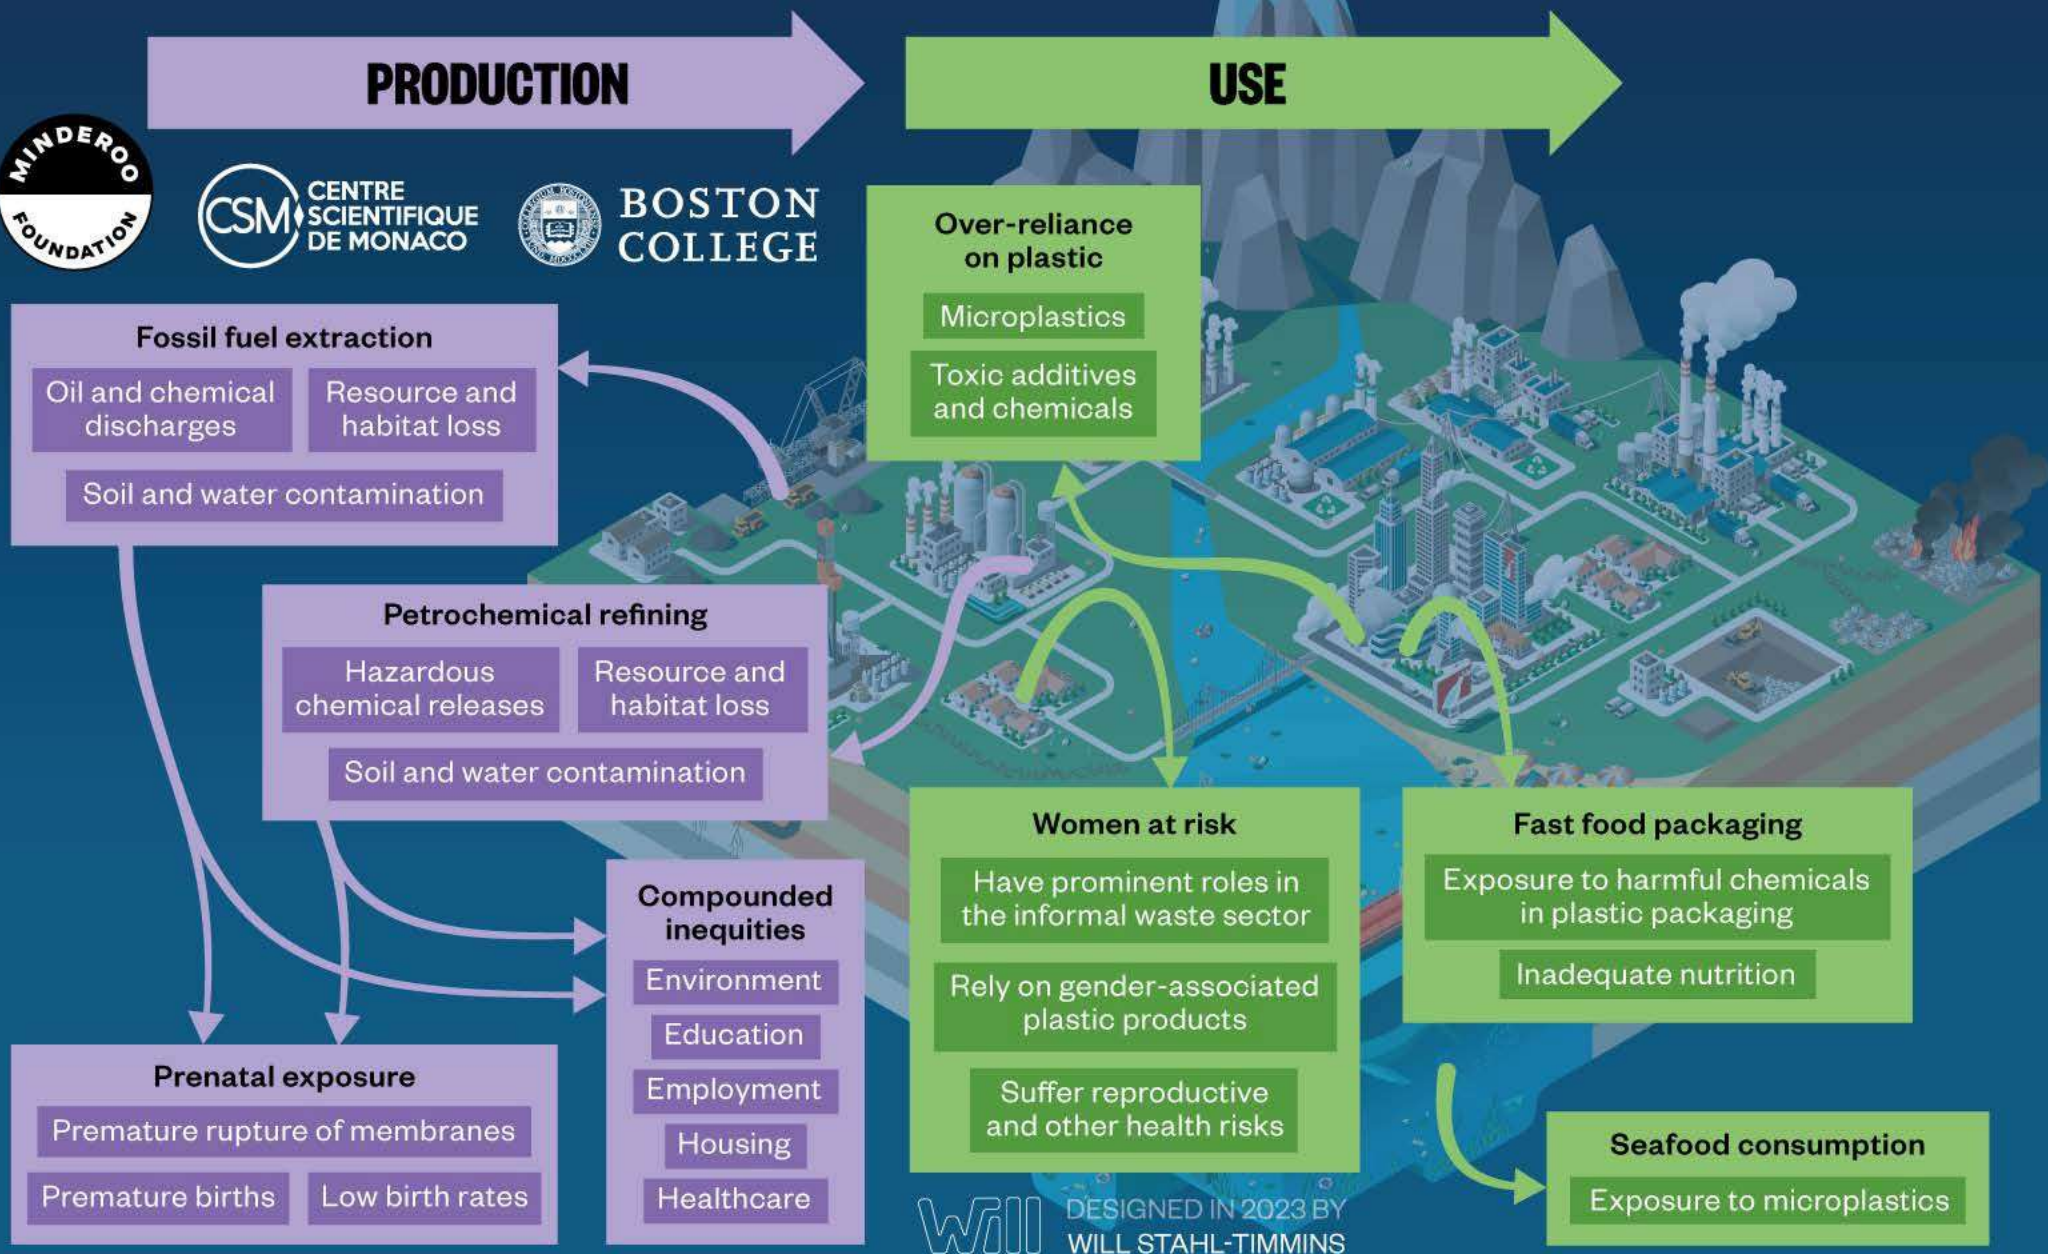 PRODUCTION
USE
MINDEROO
FOUNDATION
CSM
CENTRE
SCIENTIFIQUE
DE MONACO
BOSTON
COLLEGE
Fossil fuel extraction
Oil and chemical
discharges
Resource and
habitat loss
Soil and water contamination
Petrochemical refining
Hazardous
chemical releases
Resource and
habitat loss
Soil and water contamination
Compounded
inequities
Environment
Education
Employment
Housing
Healthcare
Prenatal exposure
Premature rupture of membranes
Premature births
Low birth rates
Over-reliance
on plastic
Microplastics
Toxic additives
and chemicals
Women at risk
Have prominent roles in
the informal waste sector
Rely on gender-associated
plastic products
Suffer reproductive
and other health risks
Fast food packaging
Exposure to harmful chemicals
in plastic packaging
Inadequate nutrition
Seafood consumption
Exposure to microplastics
Will
DESIGNED IN 2023 BY
WILL STAHL-TIMMINS